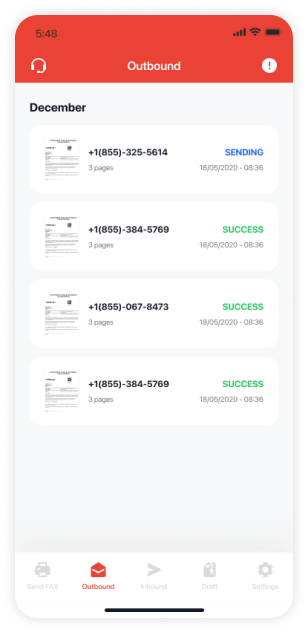 5:48
Outbound
December
+1(855)-325-5614 SENDING
3 pages 18/05/2020 - 08:36
+1(855)-384-5769 SUCCESS
3 pages 18/05/2020 - 08:36
+1(855)-067-8473 SUCCESS
3 pages 18/05/2020 - 08:36
+1(855)-384-5769 SUCCESS
3 pages 18/05/2020 - 08:36
Send FAX Outbound Inbound Draft Settings